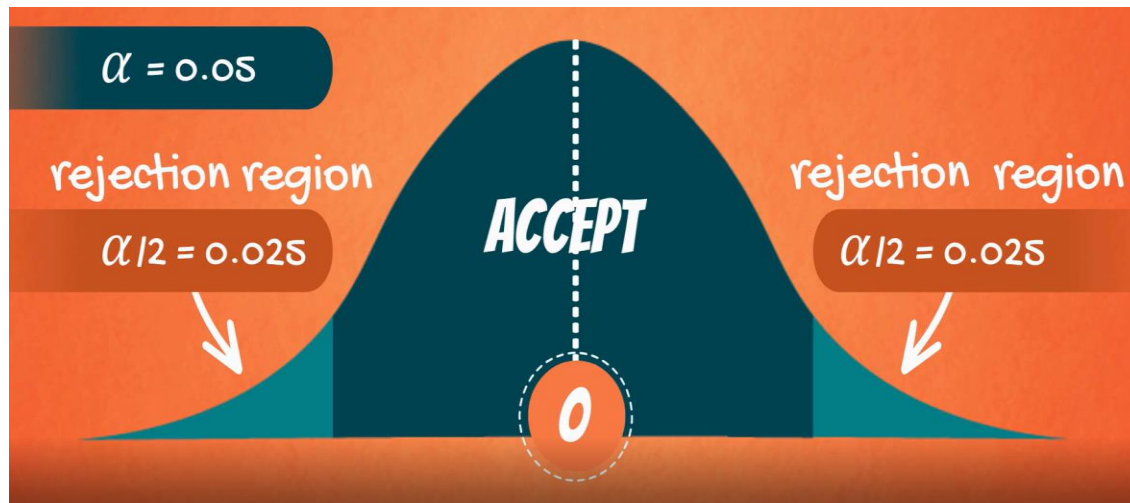 α = 0.05
rejection region
α/2 = 0.025
rejection region
α/2 = 0.025
ACCEPT
0